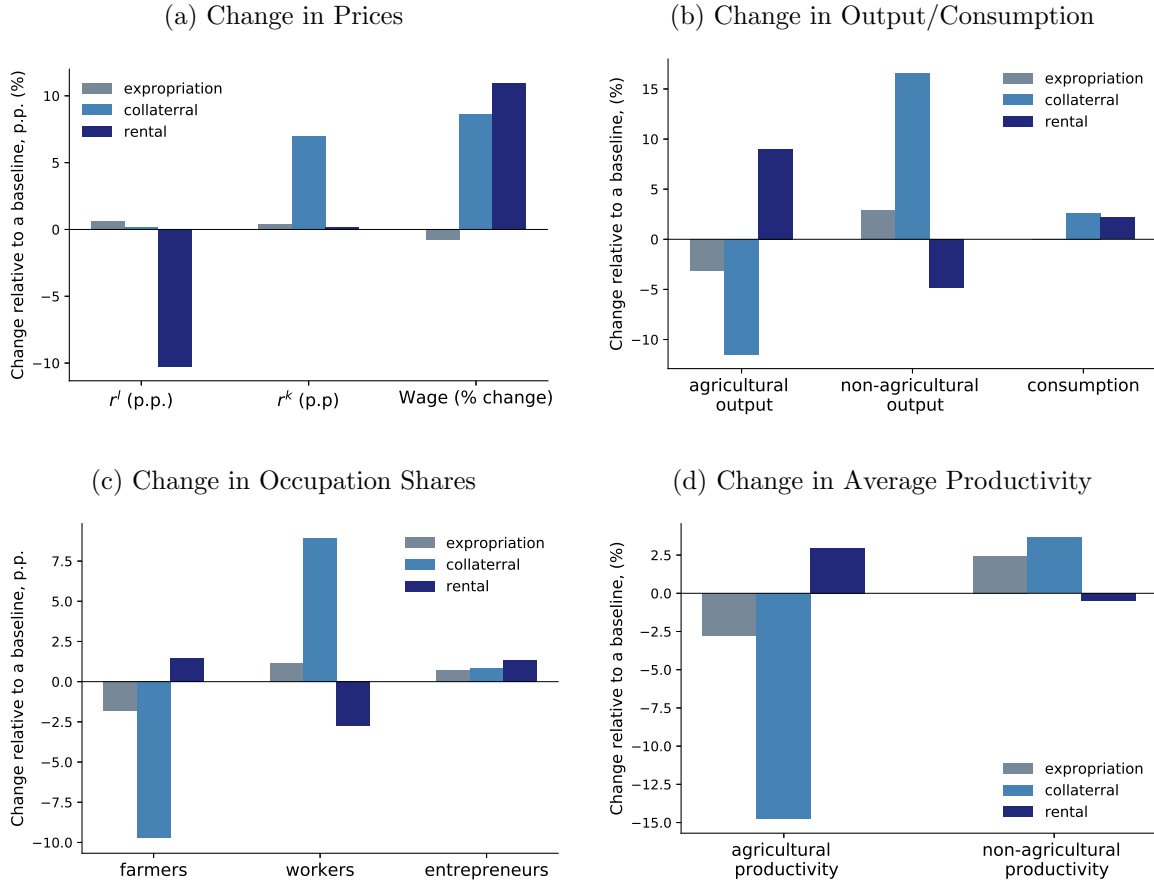 (a) Change in Prices
Change relative to a baseline, p.p. (%)
10
5
0
−5
−10
expropriation
collaterral
rental
r^l (p.p.)
r^k (p.p)
Wage (% change)
(b) Change in Output/Consumption
Change relative to a baseline, (%)
15
10
5
0
−5
−10
expropriation
collaterral
rental
agricultural
output
non-agricultural
output
consumption
(c) Change in Occupation Shares
Change relative to a baseline, p.p.
7.5
5.0
2.5
0.0
−2.5
−5.0
−7.5
−10.0
expropriation
collaterral
rental
farmers
workers
entrepreneurs
(d) Change in Average Productivity
Change relative to a baseline, (%)
2.5
0.0
−2.5
−5.0
−7.5
−10.0
−12.5
−15.0
expropriation
collaterral
rental
agricultural
productivity
non-agricultural
productivity